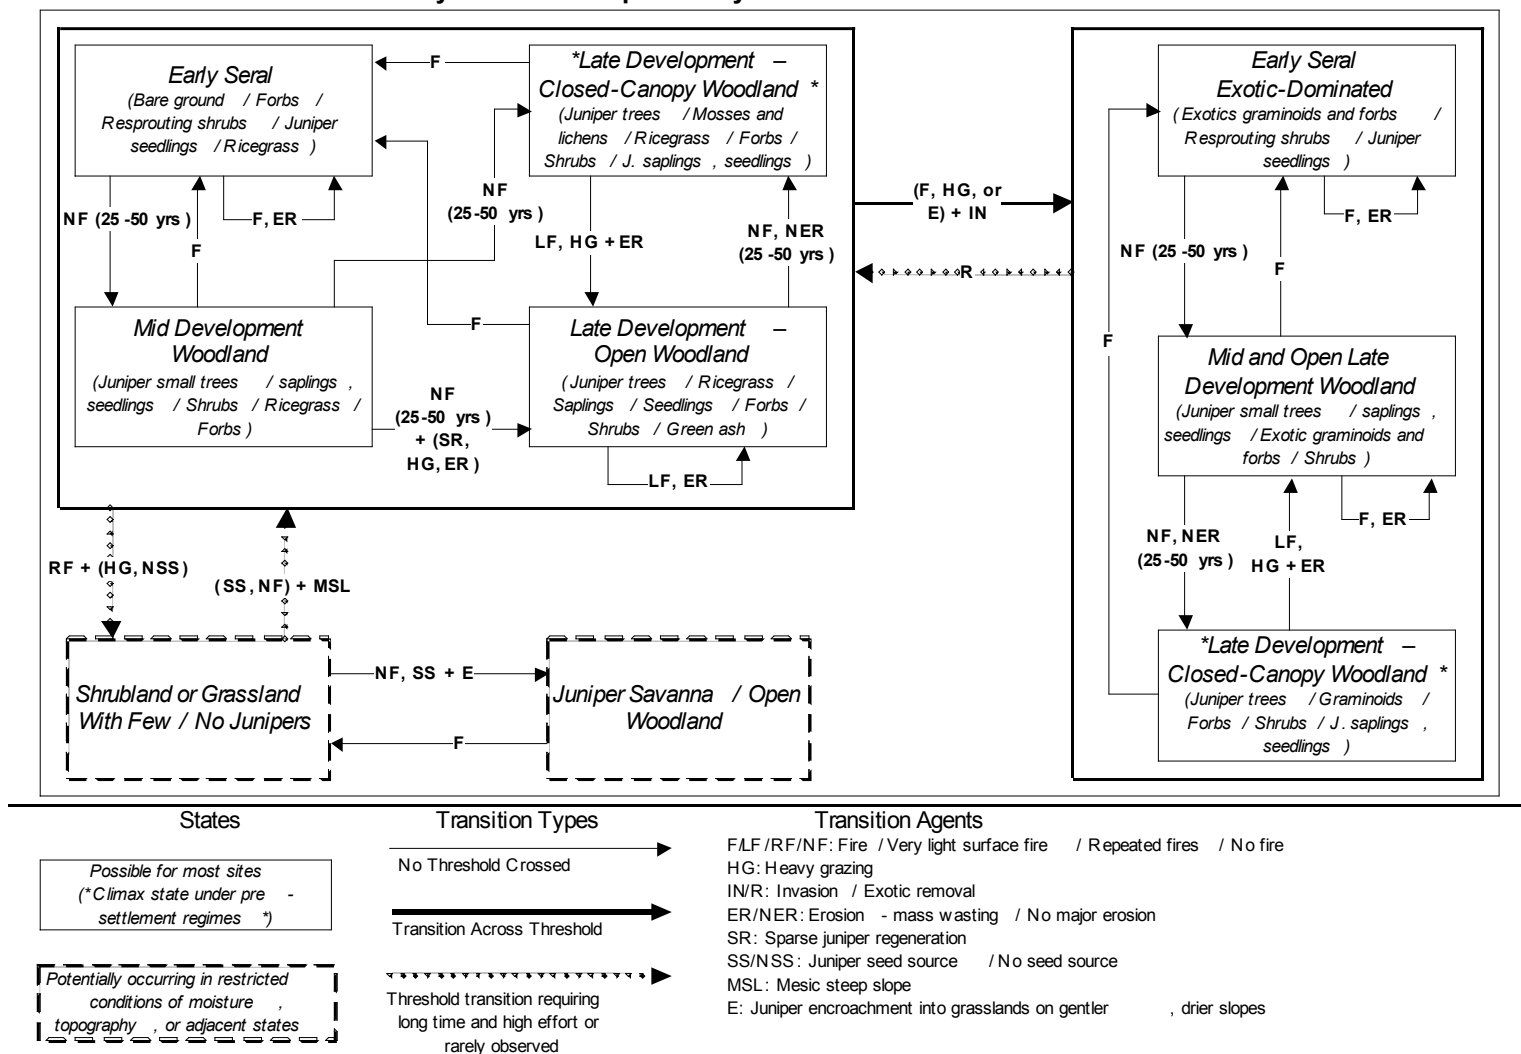 Early Seral
(Bare ground / Forbs /
Resprouting shrubs / Juniper
seedlings / Ricegrass )
F
*Late Development –
Closed-Canopy Woodland *
(Juniper trees / Mosses and
lichens / Ricegrass / Forbs /
Shrubs / J. saplings , seedlings )
NF (25-50 yrs )
F
F, ER
NF
(25-50 yrs )
LF, HG + ER
NF, NER
(25-50 yrs )
F
Mid Development
Woodland
(Juniper small trees / saplings ,
seedlings / Shrubs / Ricegrass /
Forbs )
NF
(25-50 yrs )
+ (SR,
HG, ER )
Late Development –
Open Woodland
(Juniper trees / Ricegrass /
Saplings / Seedlings / Forbs /
Shrubs / Green ash )
LF, ER
(F, HG, or
E) + IN
R
Early Seral
Exotic-Dominated
( Exotics graminoids and forbs /
Resprouting shrubs / Juniper
seedlings )
F, ER
NF (25-50 yrs )
F
F
Mid and Open Late
Development Woodland
(Juniper small trees / saplings ,
seedlings / Exotic graminoids and
forbs / Shrubs )
F, ER
NF, NER
(25-50 yrs )
LF,
HG + ER
*Late Development –
Closed-Canopy Woodland *
(Juniper trees / Graminoids /
Forbs / Shrubs / J. saplings ,
seedlings )
RF + (HG, NSS)
(SS, NF) + MSL
Shrubland or Grassland
With Few / No Junipers
NF, SS + E
F
Juniper Savanna / Open
Woodland
States
Possible for most sites
(*Climax state under pre -
settlement regimes *)
Potentially occurring in restricted
conditions of moisture ,
topography , or adjacent states
Transition Types
No Threshold Crossed
Transition Across Threshold
Threshold transition requiring
long time and high effort or
rarely observed
Transition Agents
F/LF/RF/NF: Fire / Very light surface fire / Repeated fires / No fire
HG: Heavy grazing
IN/R: Invasion / Exotic removal
ER/NER: Erosion - mass wasting / No major erosion
SR: Sparse juniper regeneration
SS/NSS: Juniper seed source / No seed source
MSL: Mesic steep slope
E: Juniper encroachment into grasslands on gentler , drier slopes